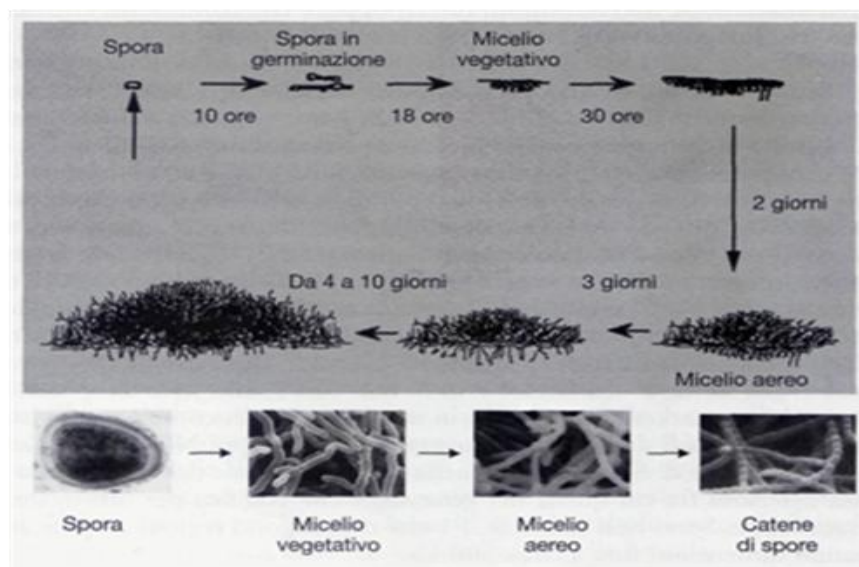 Spora
Spora in
germinazione
Micelio
vegetativo
10 ore
18 ore
30 ore
2 giorni
Da 4 a 10 giorni
3 giorni
Micelio aereo
Spora
Micelio
vegetativo
Micelio
aereo
Catene
di spore